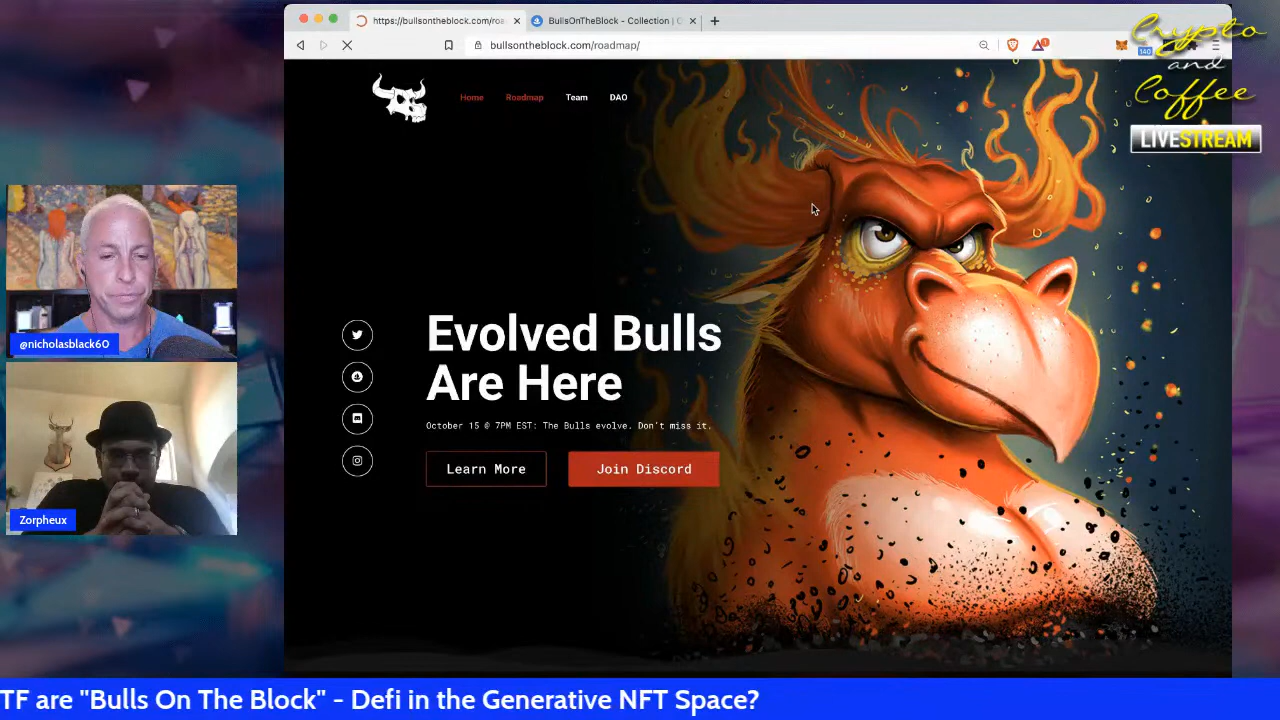 https://bullsontheblock.com/roa
BullsOnTheBlock - Collection | O
bullsontheblock.com/roadmap/
140
Crypto
and
Coffee
LIVESTREAM
Home
Roadmap
Team
DAO
Evolved Bulls
Are Here
October 15 @ 7PM EST: The Bulls evolve. Don't miss it.
Learn More
Join Discord
@nicholasblack60
Zorpheux
TF are "Bulls On The Block" - Defi in the Generative NFT Space?